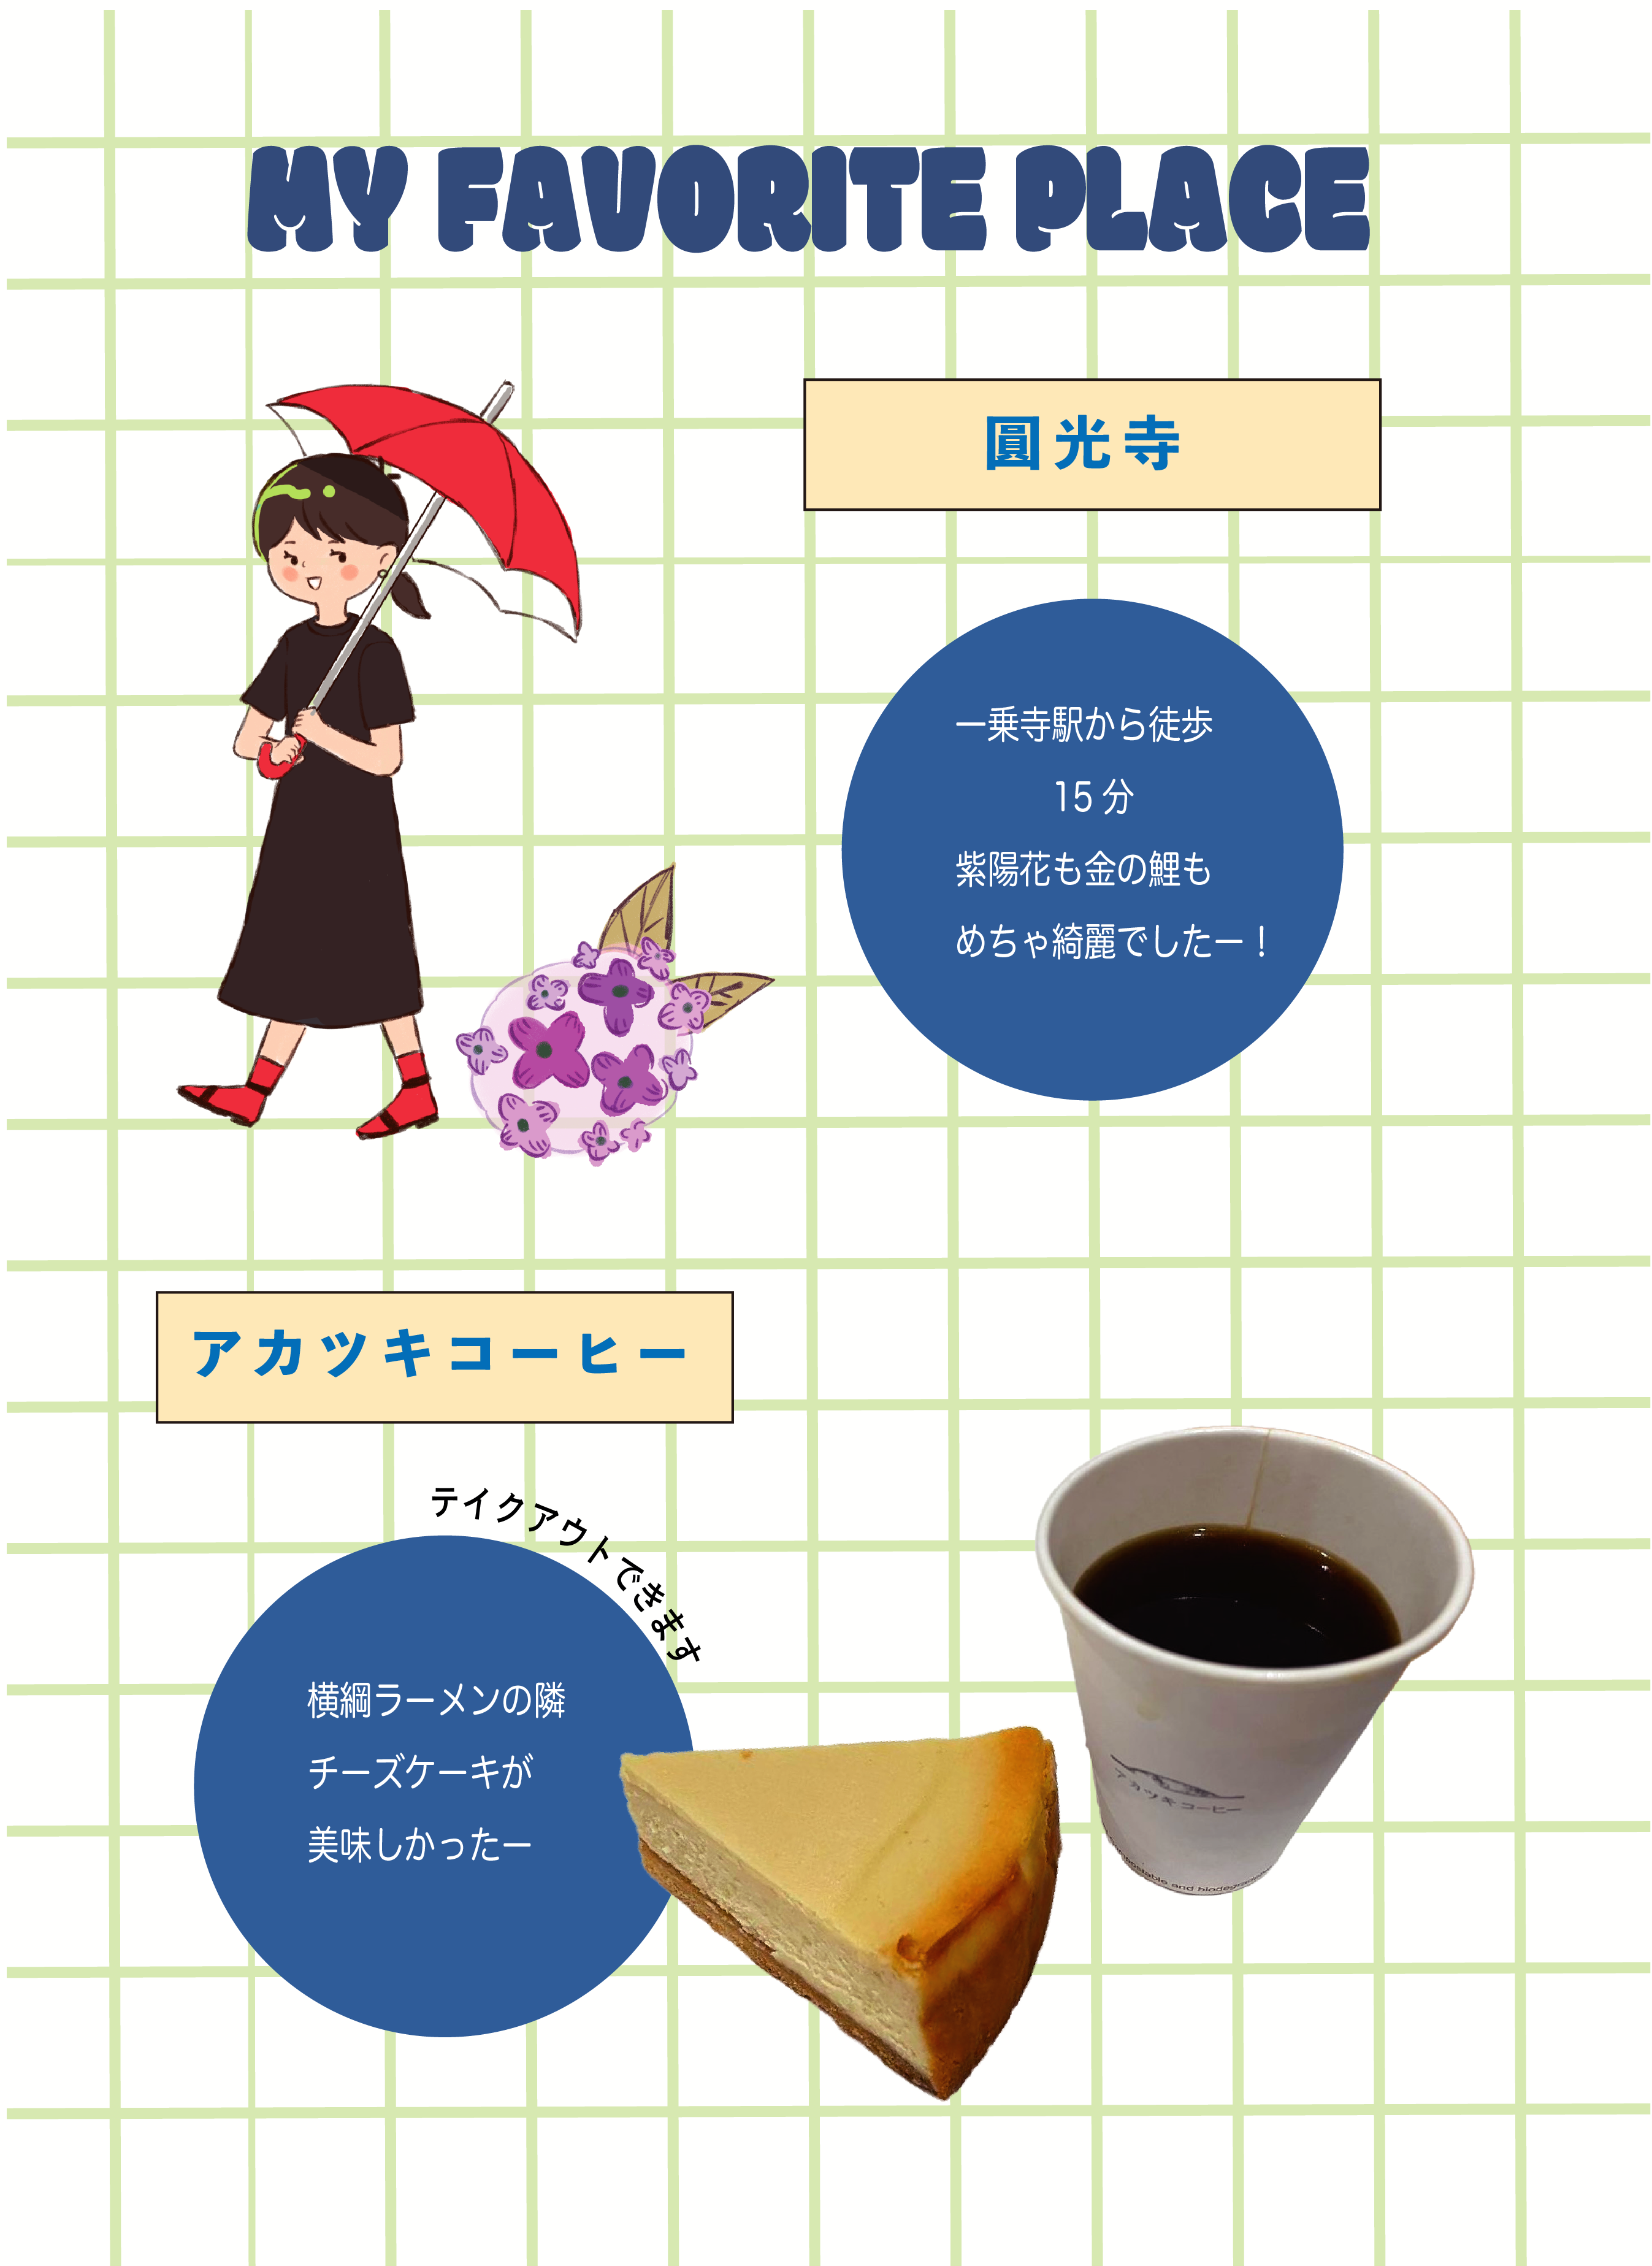 MY FAVORITE PLACE
圓光寺
一乗寺駅から徒歩
15分
紫陽花も金の鯉も
めちゃ綺麗でしたー！
アカツキコーヒー
テイクアウトできます
横綱ラーメンの隣
チーズケーキが
美味しかったー
アカツキコーヒー